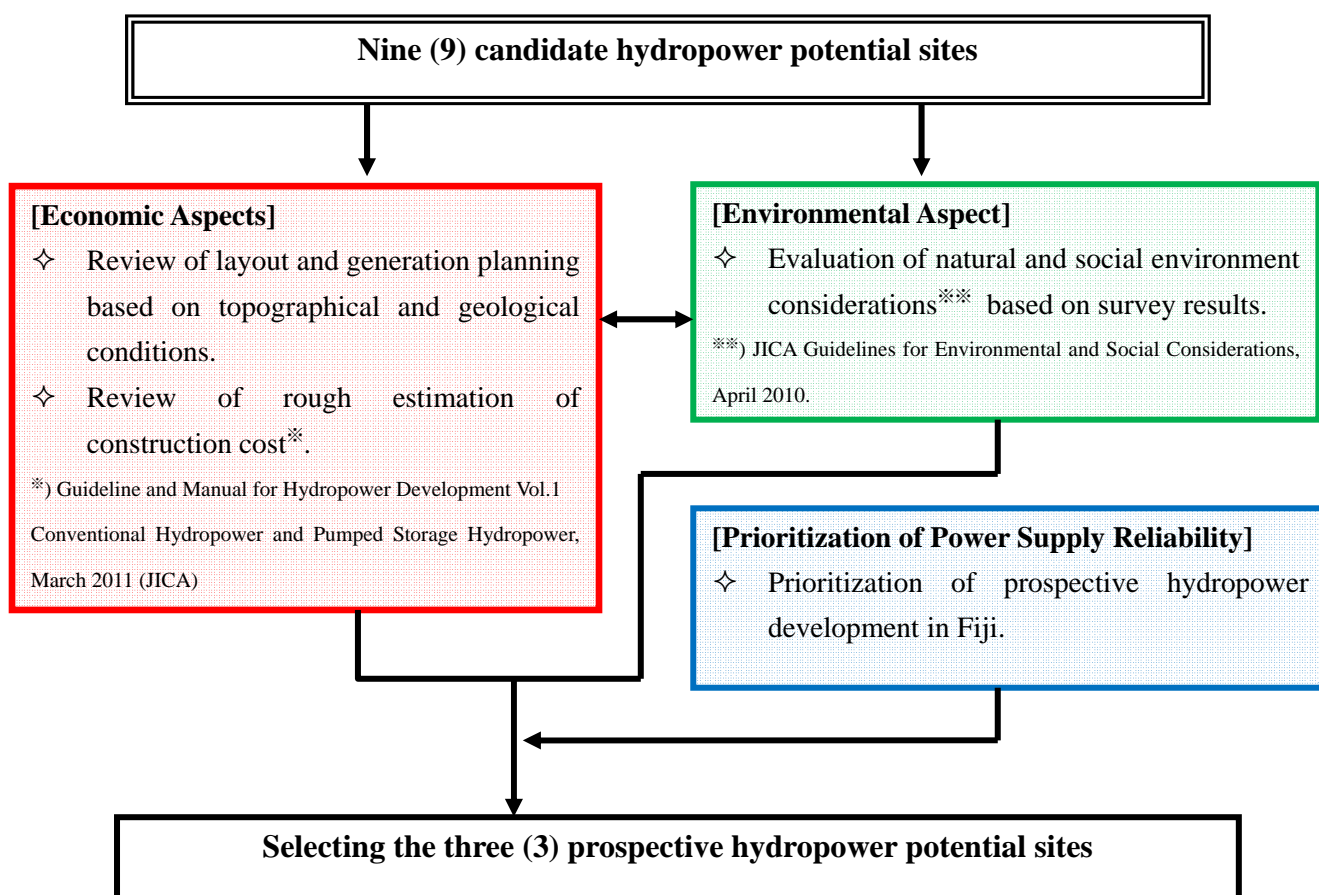 Nine (9) candidate hydropower potential sites
[Economic Aspects]
✧ Review of layout and generation planning
based on topographical and geological
conditions.
✧ Review of rough estimation of
construction cost※.
※) Guideline and Manual for Hydropower Development Vol.1
Conventional Hydropower and Pumped Storage Hydropower,
March 2011 (JICA)
[Environmental Aspect]
✧ Evaluation of natural and social environment
considerations※※ based on survey results.
※※) JICA Guidelines for Environmental and Social Considerations,
April 2010.
[Prioritization of Power Supply Reliability]
✧ Prioritization of prospective hydropower
development in Fiji.
Selecting the three (3) prospective hydropower potential sites